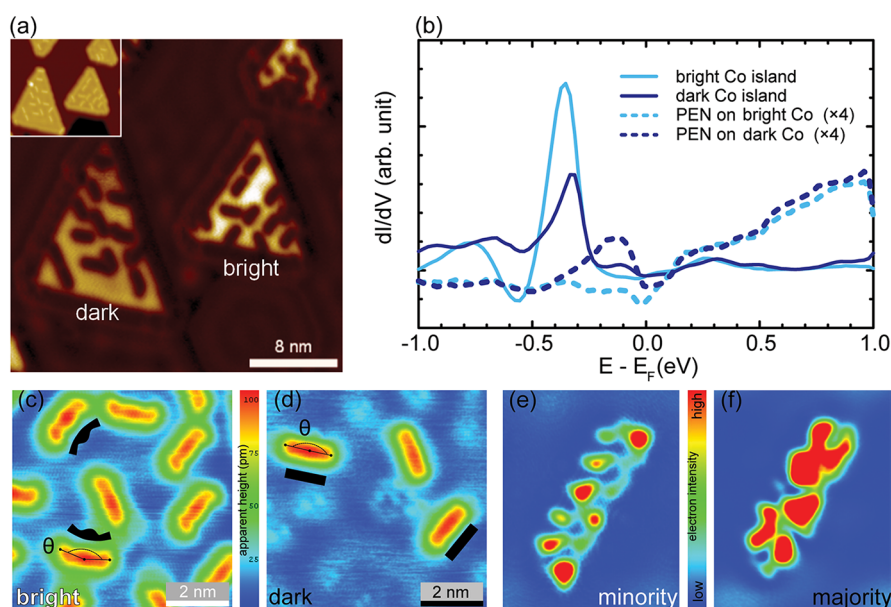 (a)
dark
bright
8 nm
(b)
dI/dV (arb. unit)
bright Co island
dark Co island
PEN on bright Co (×4)
PEN on dark Co (×4)
-1.0 -0.5 0.0 0.5 1.0
E - EF(eV)
(c)
θ
θ
bright
2 nm
100
75
50
25
apparent height (pm)
(d)
θ
dark
2 nm
(e)
minority
high
electron intensity
low
(f)
majority